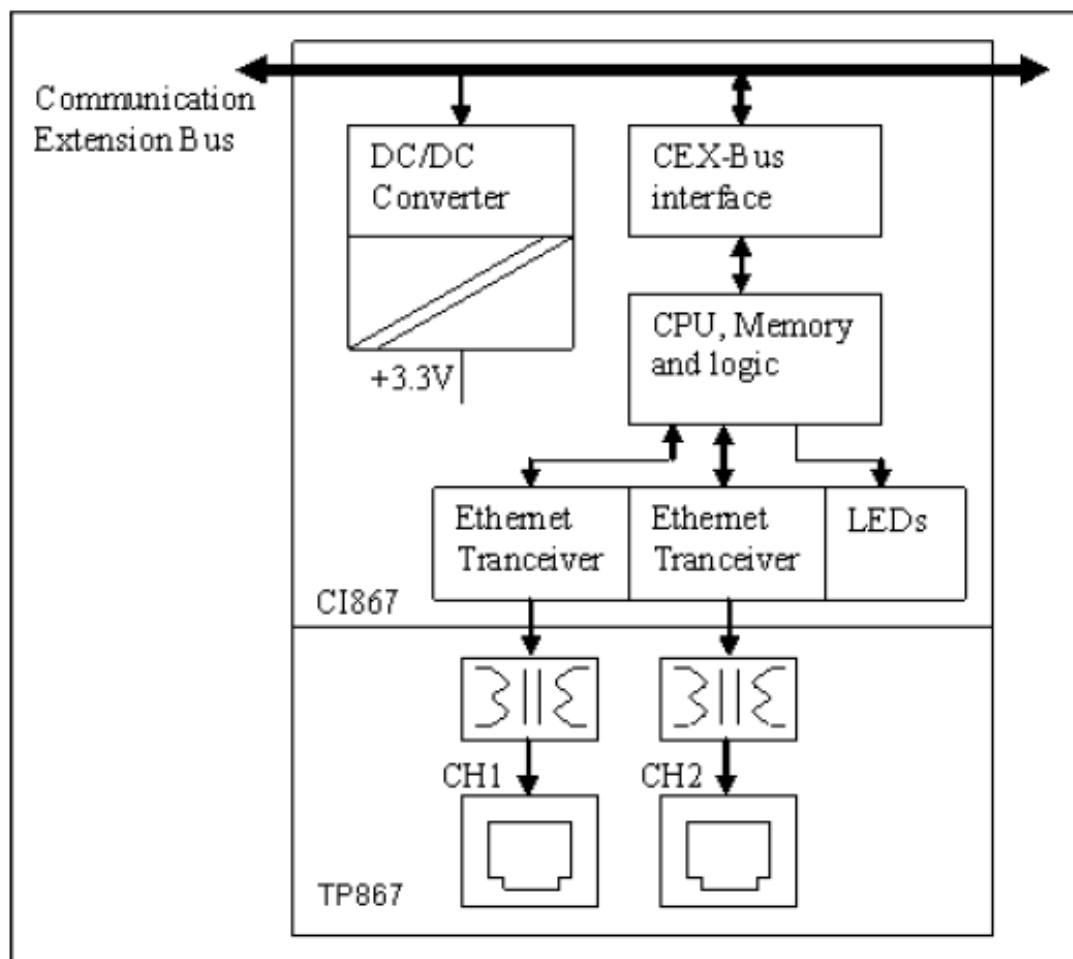 Communication
Extension Bus
DC/DC
Converter
CEX-Bus
interface
+3.3V
CPU, Memory
and logic
Ethernet
Tranceiver
Ethernet
Tranceiver
LEDs
CI867
CH1
CH2
TP867